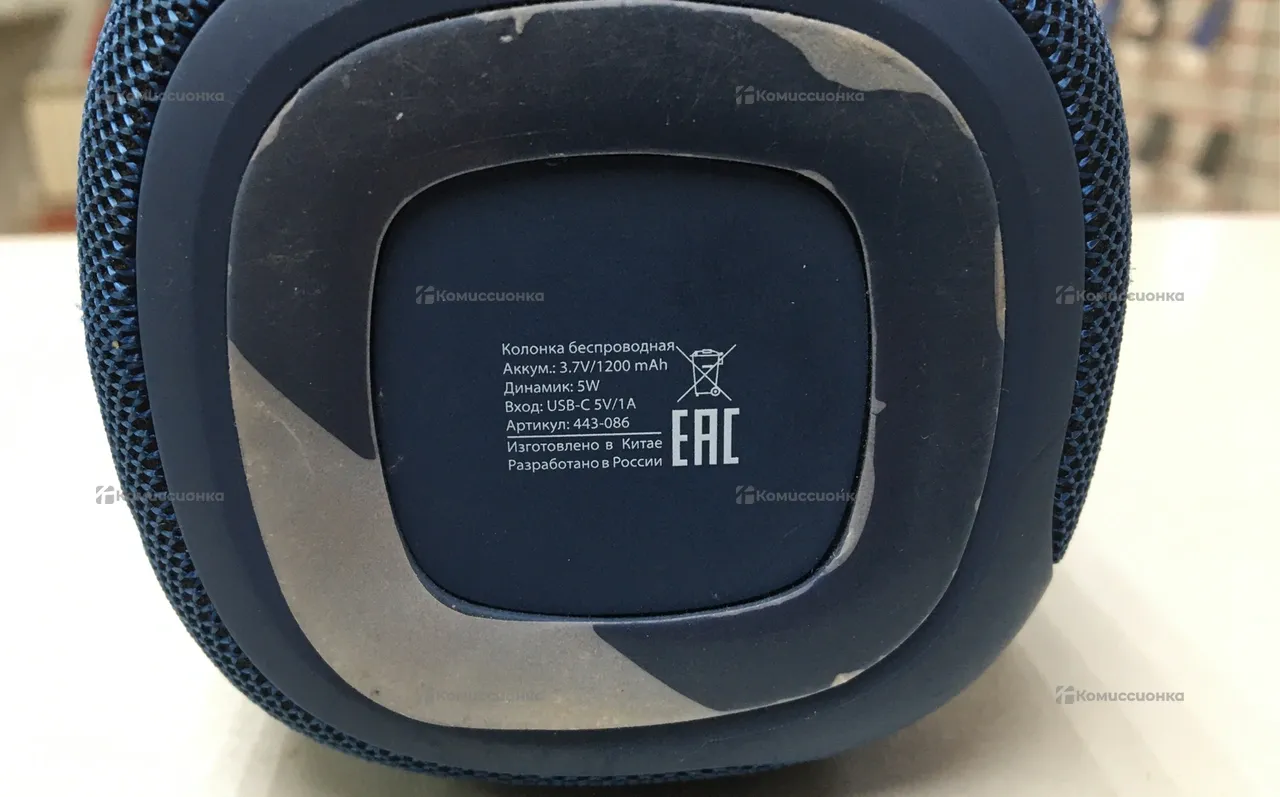 Комиссионка
Комиссионка
Комиссионка
Комиссионка
Колонка беспроводная
Аккум.: 3.7V/1200 mAh
Динамик: 5W
Вход: USB-C 5V/1A
Артикул: 443-086
Изготовлено в Китае
Разработано в России
EAC
Комиссионка
Комиссионка
Комиссионка
Комиссионка